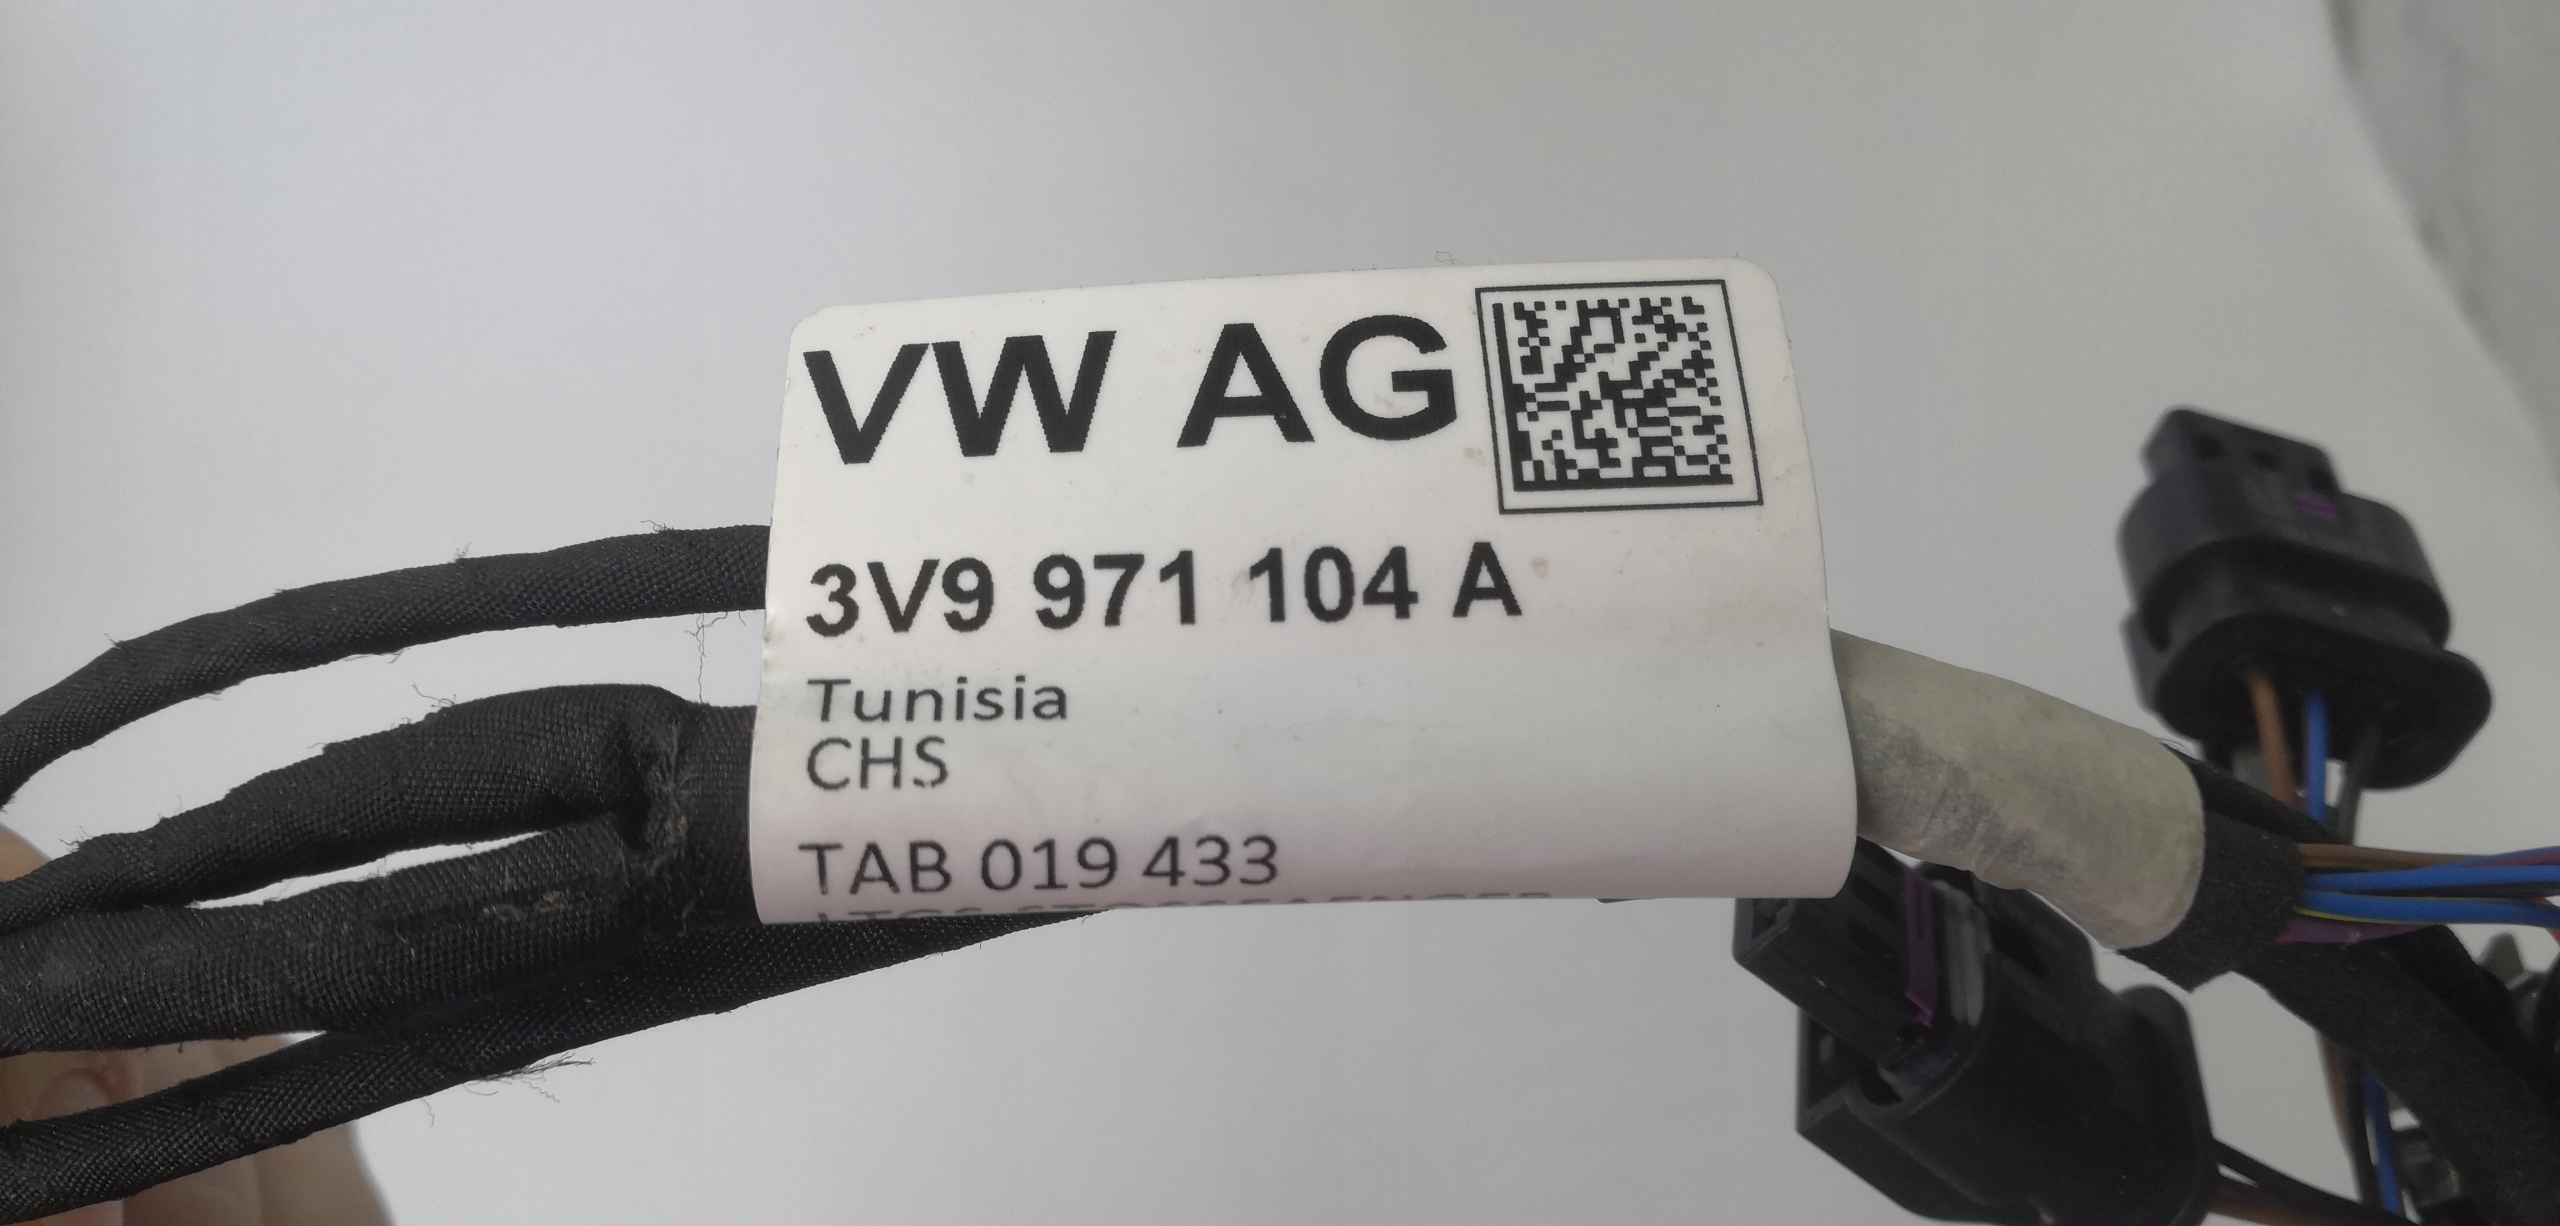 VW AG
3V9 971 104 A
Tunisia
CHS
TAB 019 433